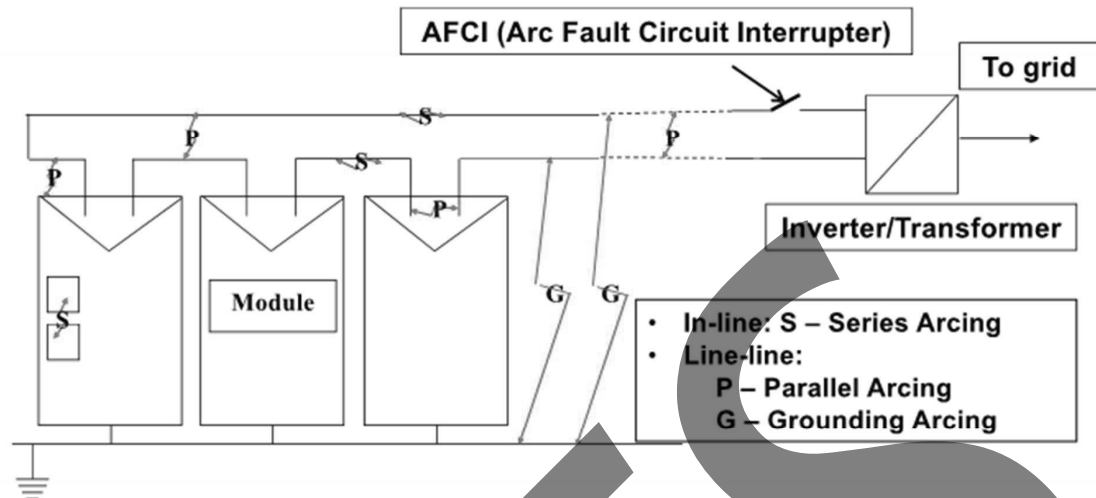 AFCI (Arc Fault Circuit Interrupter)
To grid
S
P
P
S
P
P
Inverter/Transformer
G
G
Module
S
• In-line: S – Series Arcing
• Line-line:
P – Parallel Arcing
G – Grounding Arcing